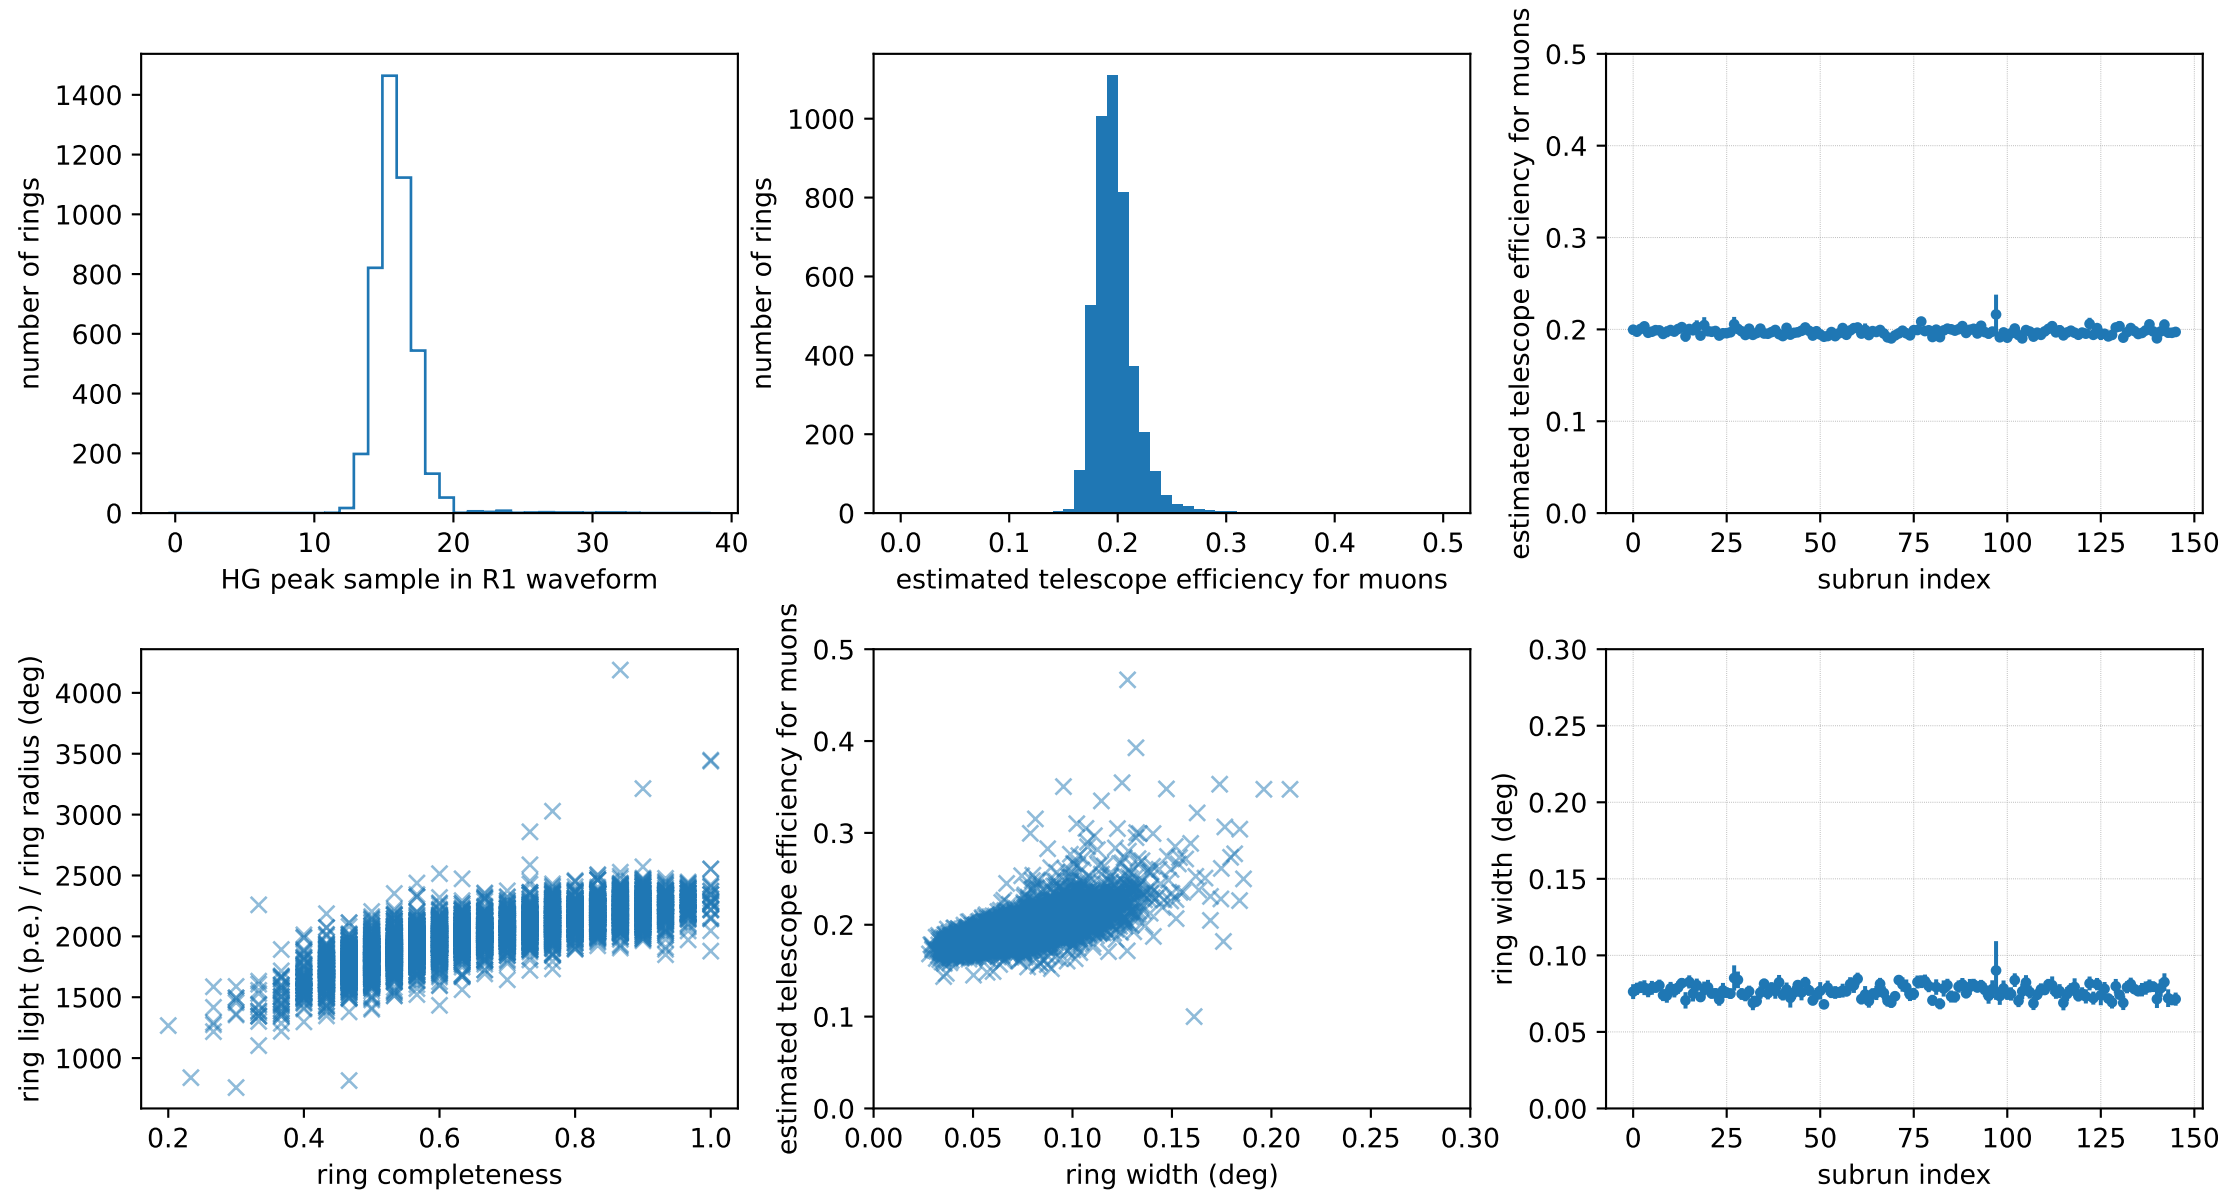 number of rings
1400
1200
1000
800
600
400
200
0
0 10 20 30 40
HG peak sample in R1 waveform
number of rings
1000
800
600
400
200
0
0.0 0.1 0.2 0.3 0.4 0.5
estimated telescope efficiency for muons
estimated telescope efficiency for muons
0.5
0.4
0.3
0.2
0.1
0.0
0 25 50 75 100 125 150
subrun index
ring light (p.e.) / ring radius (deg)
4000
3500
3000
2500
2000
1500
1000
0.2 0.4 0.6 0.8 1.0
ring completeness
estimated telescope efficiency for muons
0.5
0.4
0.3
0.2
0.1
0.0
0.00 0.05 0.10 0.15 0.20 0.25 0.30
ring width (deg)
ring width (deg)
0.30
0.25
0.20
0.15
0.10
0.05
0.00
0 25 50 75 100 125 150
subrun index